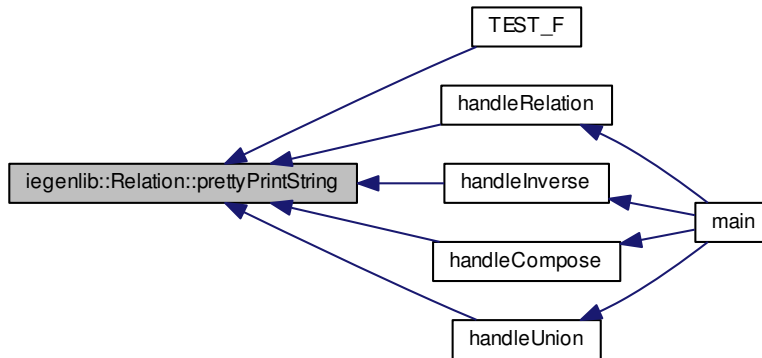 TEST_F
handleRelation
iegenlib::Relation::prettyPrintString
handleInverse
main
handleCompose
handleUnion